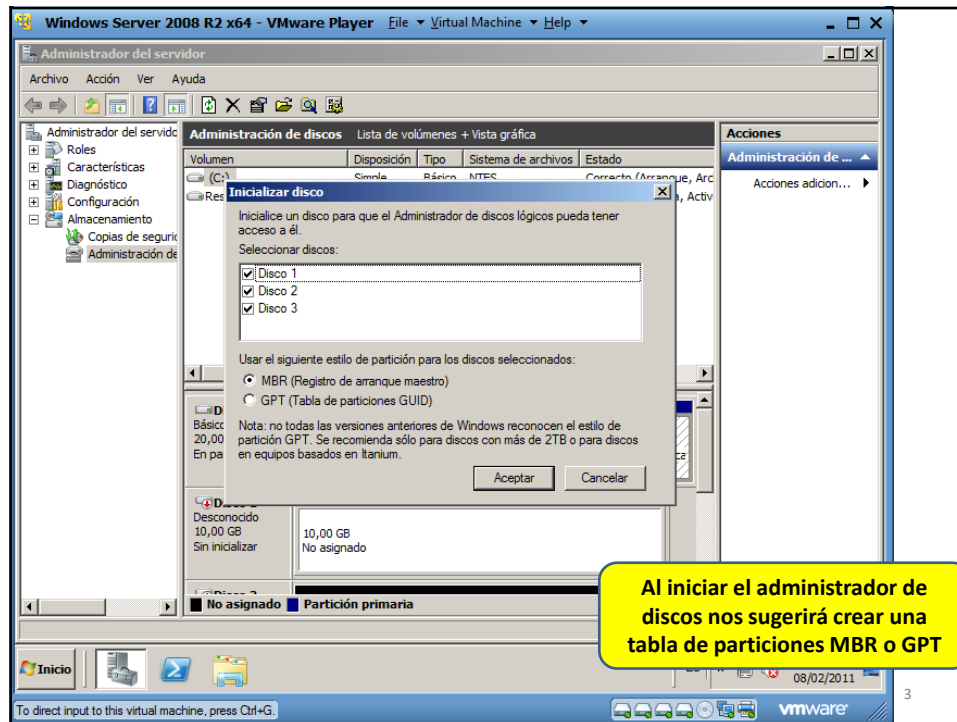 Windows Server 2008 R2 x64 - VMware Player File Virtual Machine Help
Administrador del servidor
Archivo Acción Ver Ayuda
Administrador del servidc
Roles
Características
Diagnóstico
Configuración
Almacenamiento
Copias de seguric
Administración de
Administración de discos Lista de volúmenes + Vista gráfica
Volumen Disposición Tipo Sistema de archivos Estado
(C:) Simple Básico NTFS Correcto (Arranque, Arc
Res , Activ
Inicializar disco
Inicialice un disco para que el Administrador de discos lógicos pueda tener
acceso a él.
Seleccionar discos:
Disco 1
Disco 2
Disco 3
Usar el siguiente estilo de partición para los discos seleccionados:
MBR (Registro de arranque maestro)
GPT (Tabla de particiones GUID)
Nota: no todas las versiones anteriores de Windows reconocen el estilo de
partición GPT. Se recomienda sólo para discos con más de 2TB o para discos
en equipos basados en Itanium.
Aceptar Cancelar
Básico
20,00
En pa
Desconocido
10,00 GB
Sin inicializar
10,00 GB
No asignado
No asignado Partición primaria
Acciones
Administración de ...
Acciones adicion...
Al iniciar el administrador de
discos nos sugerirá crear una
tabla de particiones MBR o GPT
Inicio
08/02/2011
3
To direct input to this virtual machine, press Ctrl+G.
vmware